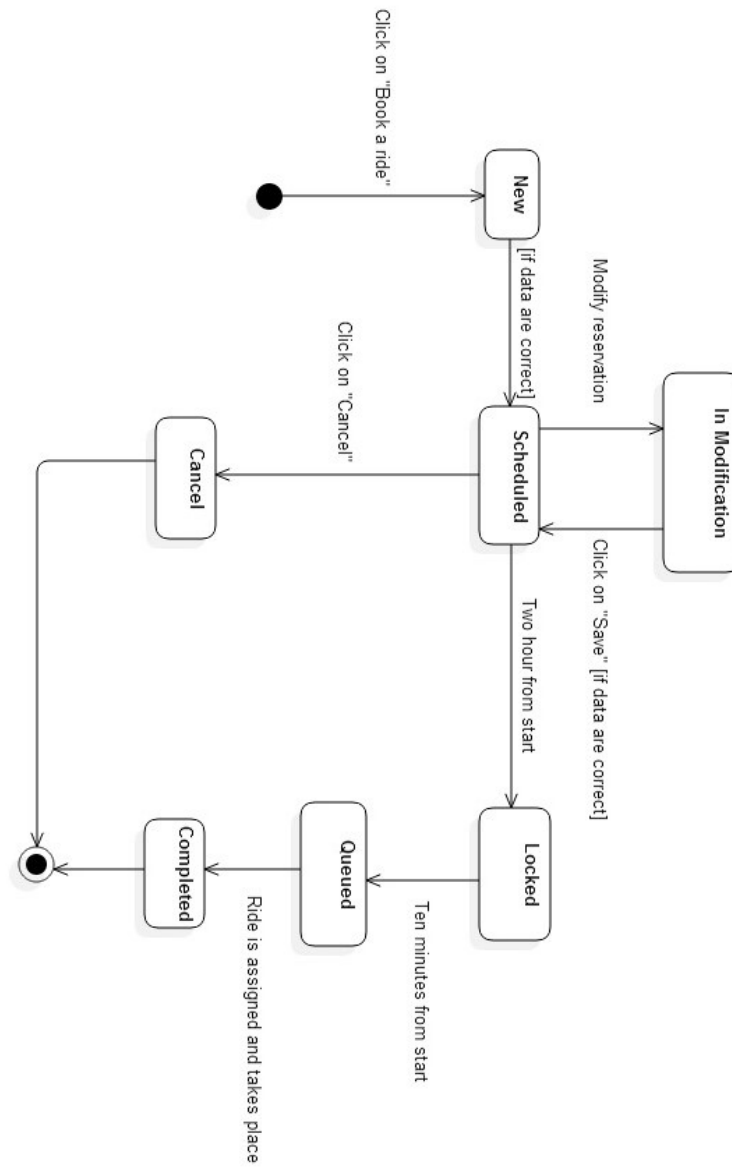 In Modification
Modify reservation
Click on "Save" [if data are correct]
New
[if data are correct]
Scheduled
Two hour from start
Locked
Click on "Book a ride"
Click on "Cancel"
Ten minutes from start
Queued
Cancel
Completed
Ride is assigned and takes place